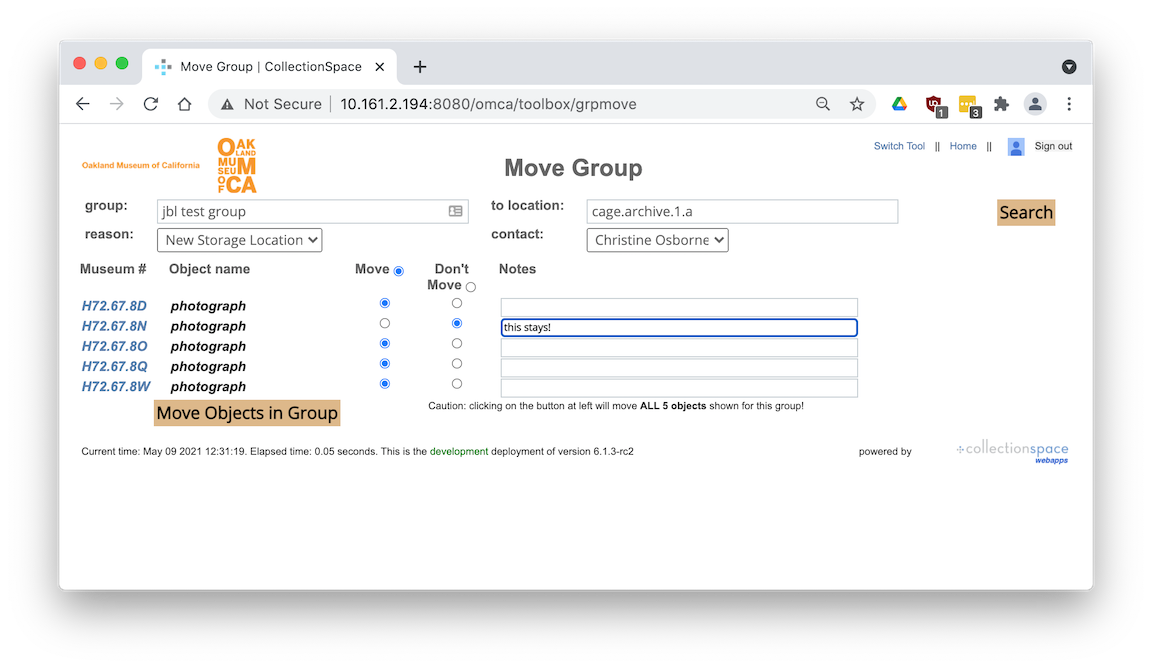 Move Group | CollectionSpace
Not Secure 10.161.2.194:8080/omca/toolbox/grpmove
1
3
Oakland Museum of California
OAK
LAND
MU
SEUM
OF CA
Move Group
Switch Tool || Home || Sign out
group: jbl test group to location: cage.archive.1.a Search
reason: New Storage Location contact: Christine Osborne
Museum # Object name Move Don't Move Notes
H72.67.8D photograph
H72.67.8N photograph this stays!
H72.67.8O photograph
H72.67.8Q photograph
H72.67.8W photograph
Move Objects in Group Caution: clicking on the button at left will move ALL 5 objects shown for this group!
Current time: May 09 2021 12:31:19. Elapsed time: 0.05 seconds. This is the development deployment of version 6.1.3-rc2 powered by collectionspace
webapps